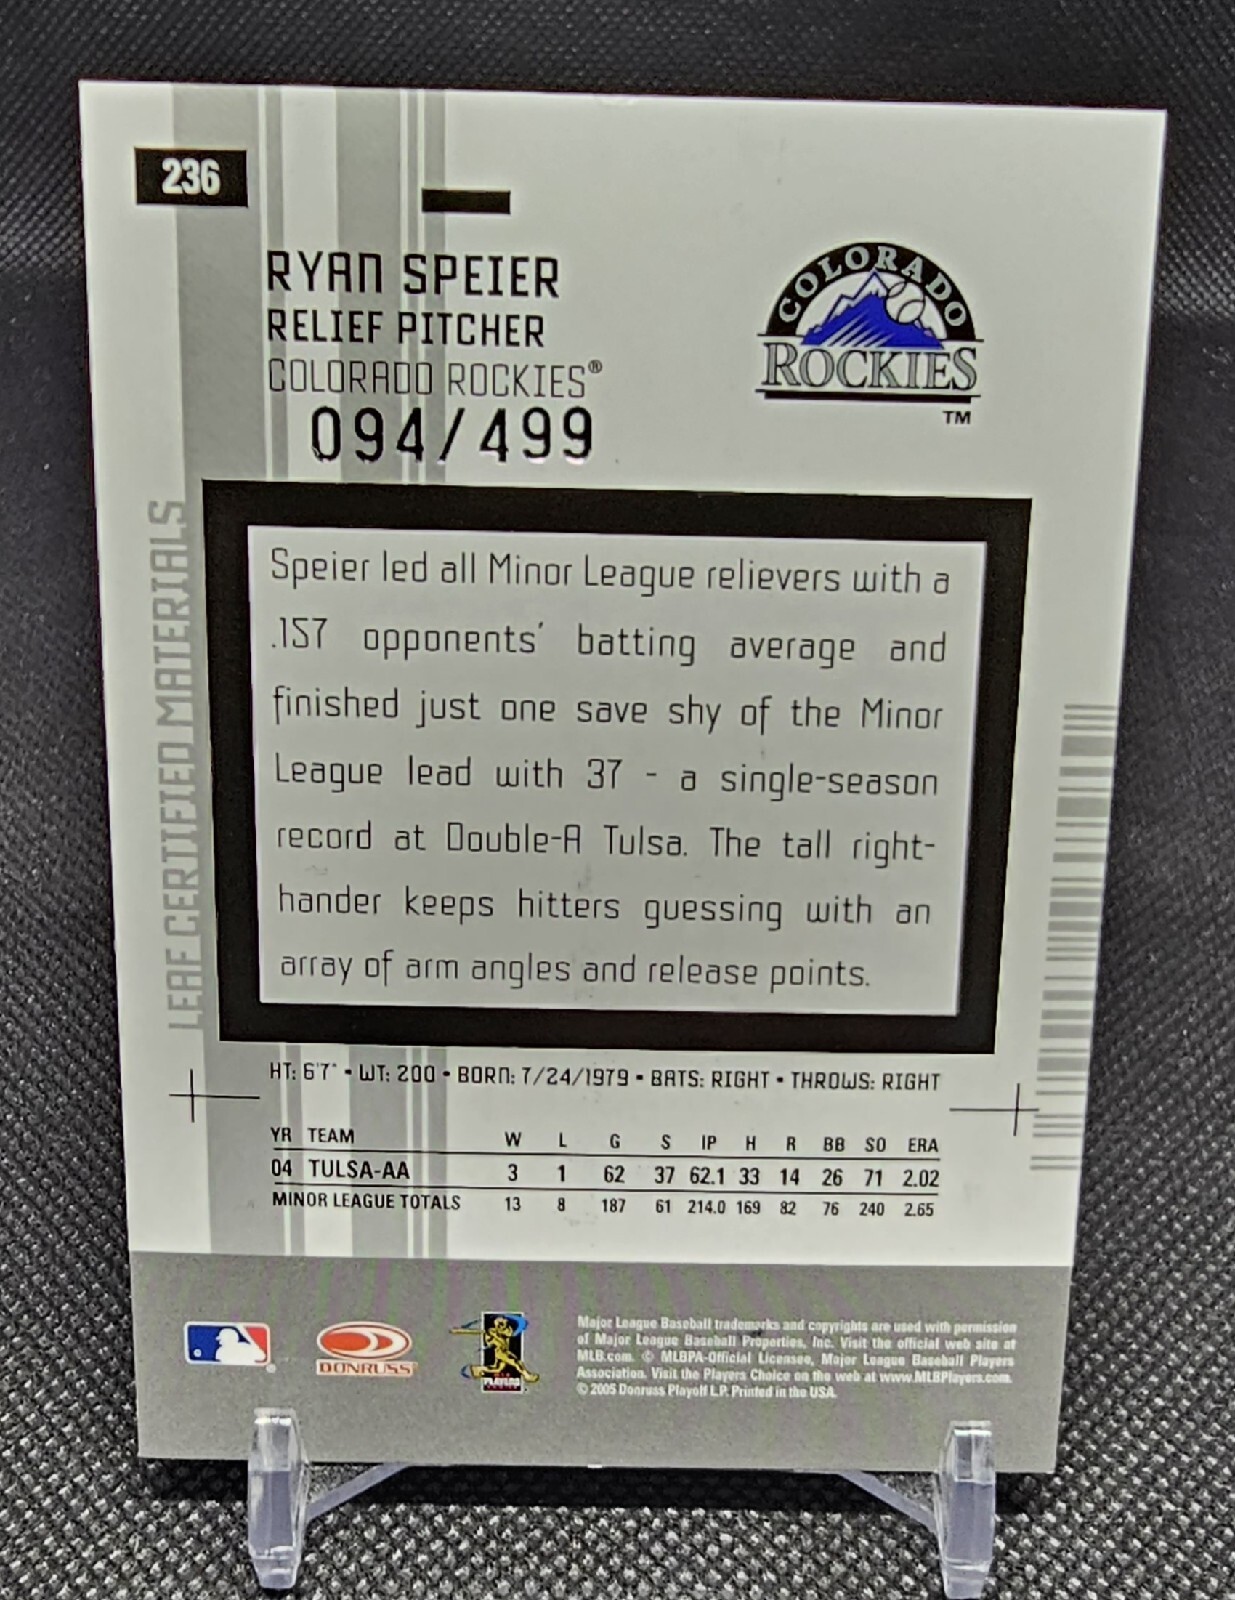 236
RYAN SPEIER
RELIEF PITCHER
COLORADO ROCKIES®
094/499
COLORADO
ROCKIES
TM
LEAF CERTIFIED MATERIALS
Speier led all Minor League relievers with a
.157 opponents' batting average and
finished just one save shy of the Minor
League lead with 37 - a single-season
record at Double-A Tulsa. The tall right-
hander keeps hitters guessing with an
array of arm angles and release points.
HT: 6'7" • WT: 200 • BORN: 7/24/1979 • BATS: RIGHT • THROWS: RIGHT
YR TEAM W L G S IP H R BB SO ERA
04 TULSA-AA 3 1 62 37 62.1 33 14 26 71 2.02
MINOR LEAGUE TOTALS 13 8 187 61 214.0 169 82 76 240 2.65
DONRUSS
PLAYERS
Major League Baseball trademarks and copyrights are used with permission
of Major League Baseball Properties, Inc. Visit the official web site at
MLB.com. © MLBPA-Official Licensee, Major League Baseball Players
Association. Visit the Players Choice on the web at www.MLBPlayers.com.
© 2005 Donruss Playoff L.P. Printed in the USA.